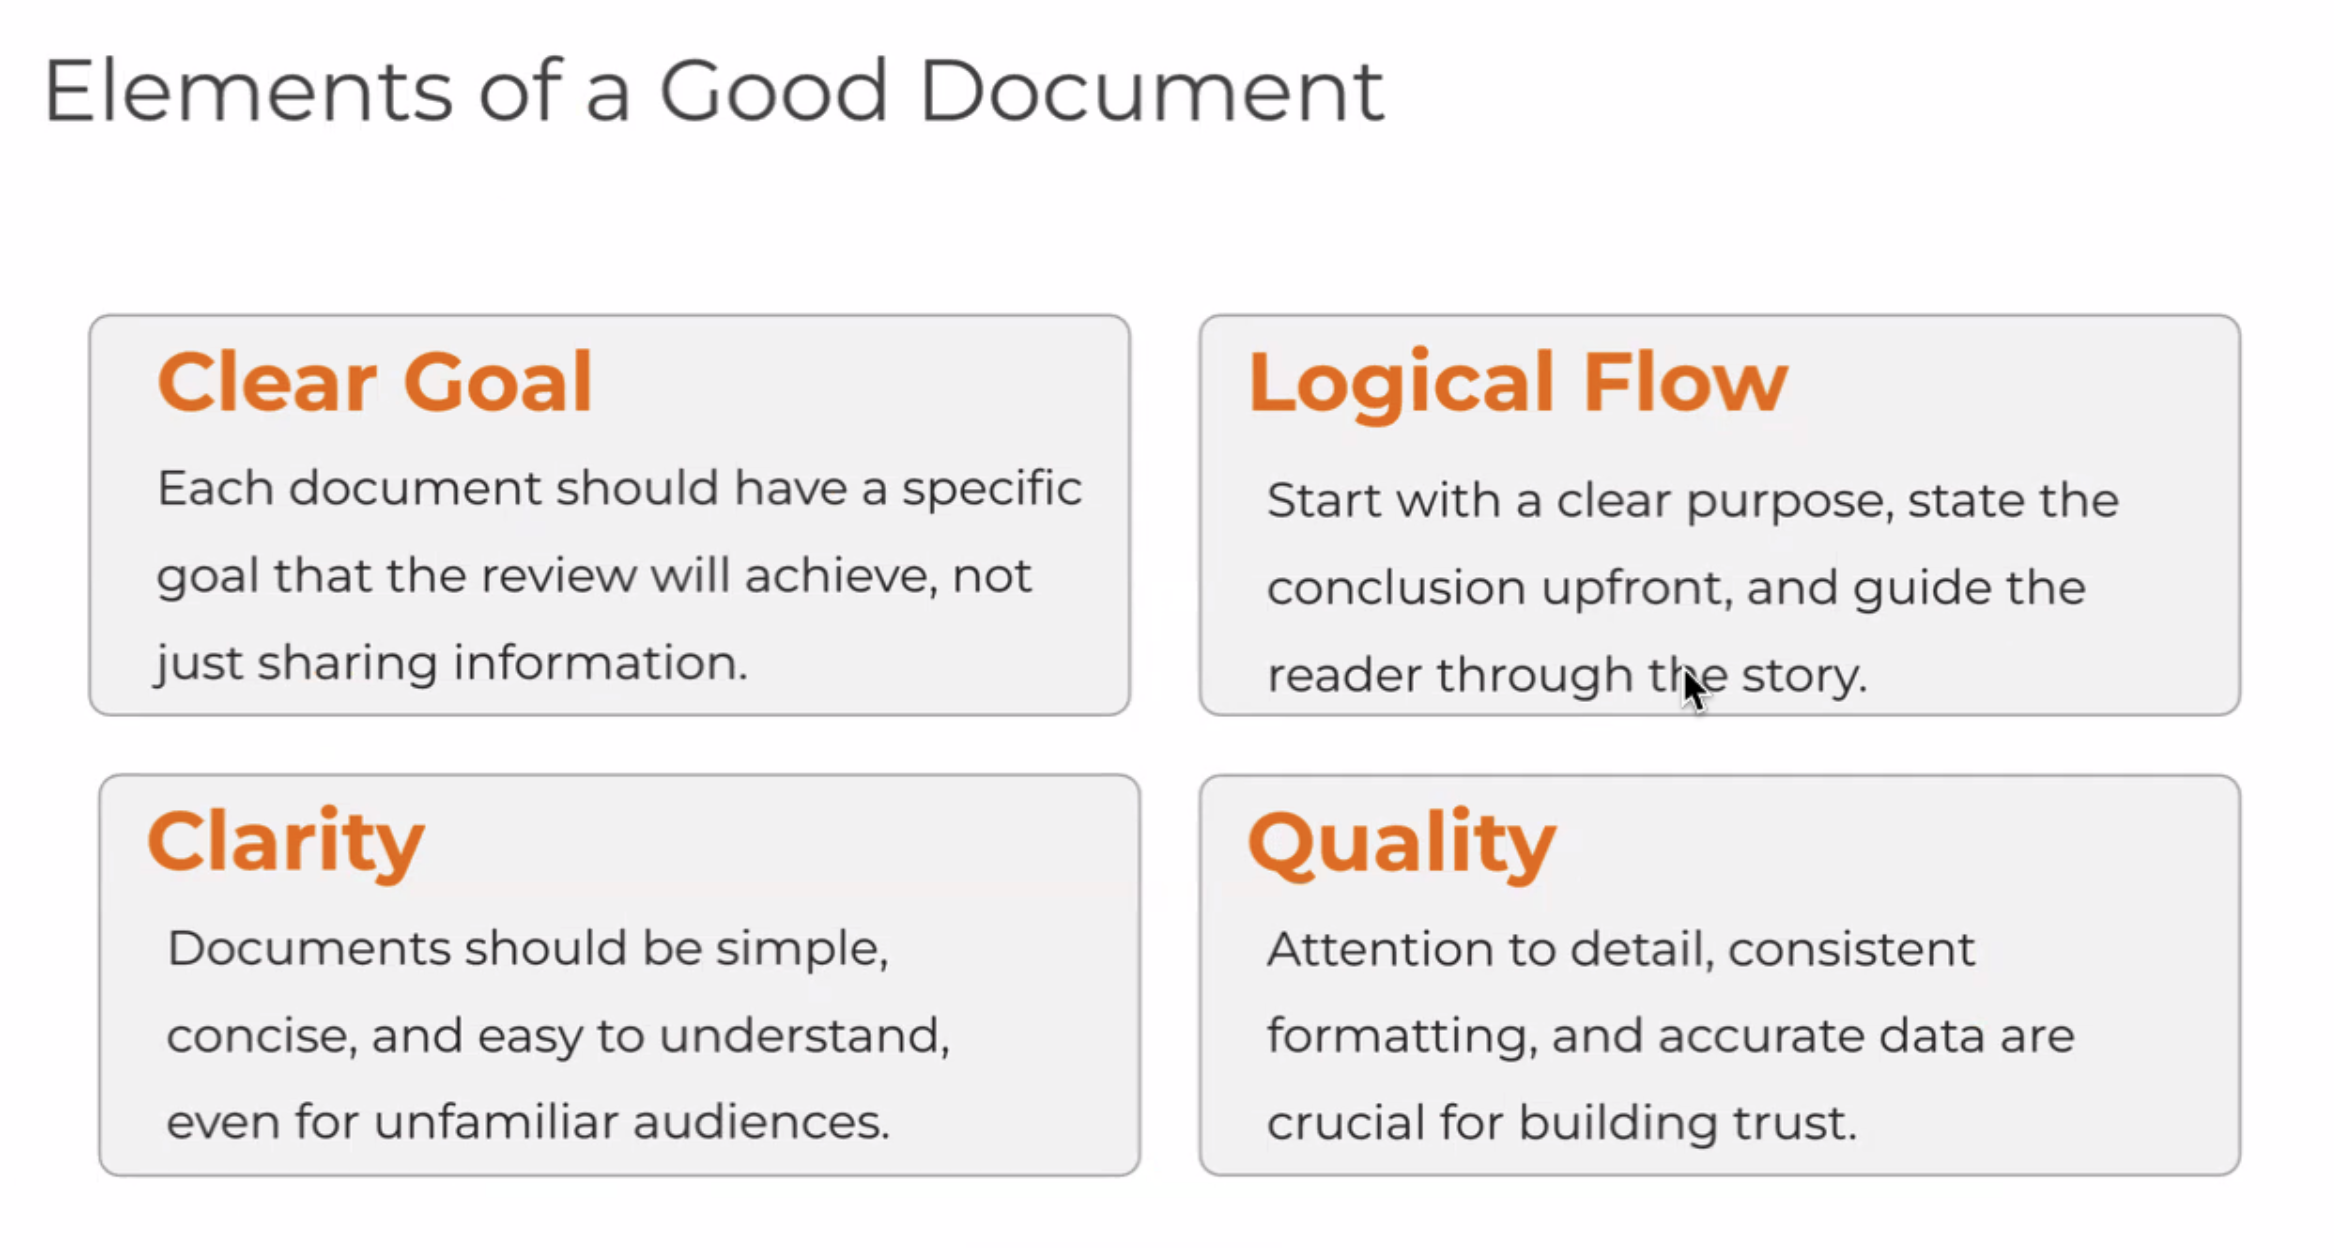 Elements of a Good Document
Clear Goal
Each document should have a specific
goal that the review will achieve, not
just sharing information.
Logical Flow
Start with a clear purpose, state the
conclusion upfront, and guide the
reader through the story.
Clarity
Documents should be simple,
concise, and easy to understand,
even for unfamiliar audiences.
Quality
Attention to detail, consistent
formatting, and accurate data are
crucial for building trust.